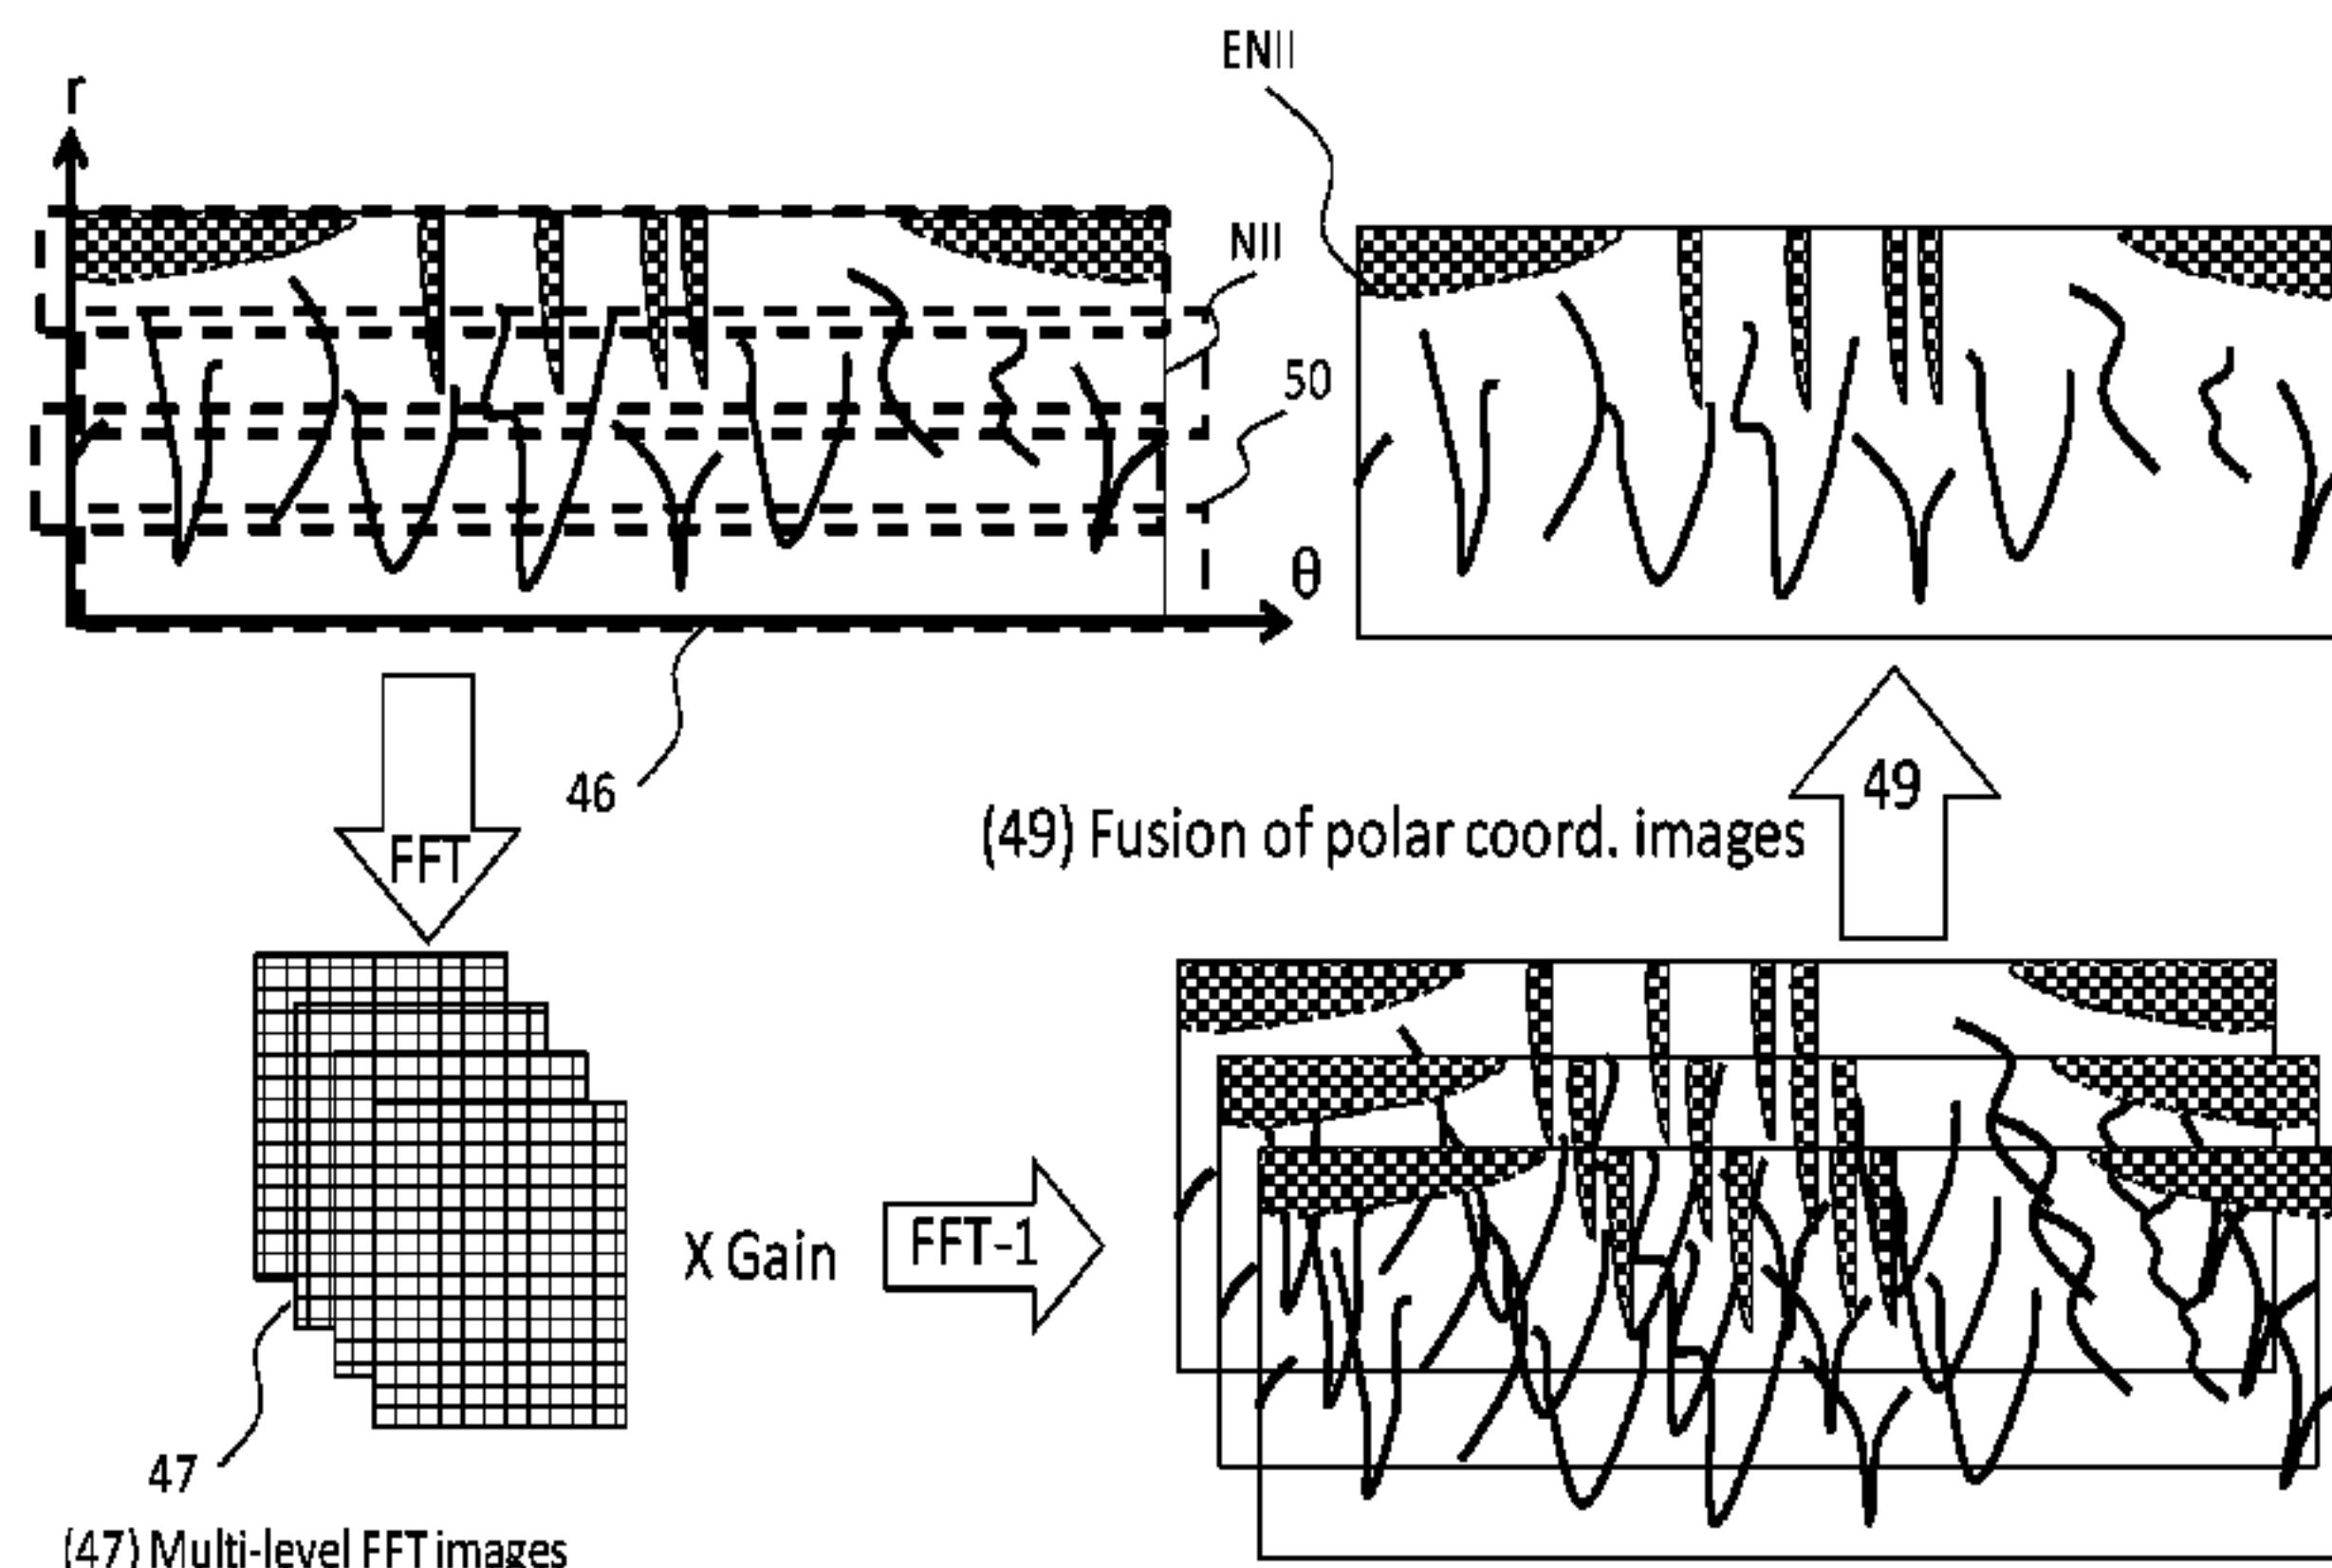 ENII
r
NII
50
θ
46
49
(49) Fusion of polar coord. images
FFT
X Gain
FFT-1
47
(47) Multi-level FFT images